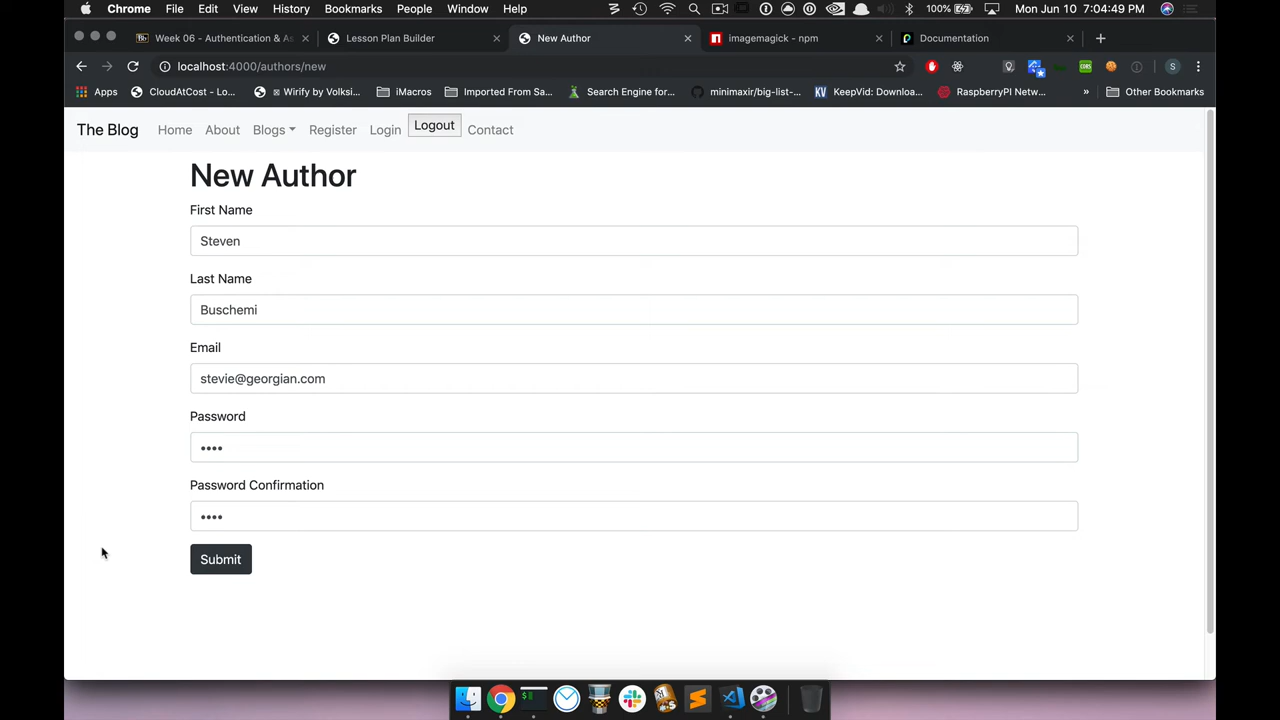 Chrome File Edit View History Bookmarks People Window Help 100% Mon Jun 10 7:04:49 PM
Week 06 - Authentication & As
Lesson Plan Builder
New Author
imagemagick - npm
Documentation
localhost:4000/authors/new
S
Apps CloudAtCost - Lo... Wirify by Volksi... iMacros Imported From Sa... Search Engine for... minimaxir/big-list-... KV KeepVid: Downloa... RaspberryPI Netw... » Other Bookmarks
The Blog Home About Blogs Register Login Logout Contact
New Author
First Name
Steven
Last Name
Buschemi
Email
stevie@georgian.com
Password
••••
Password Confirmation
••••
Submit